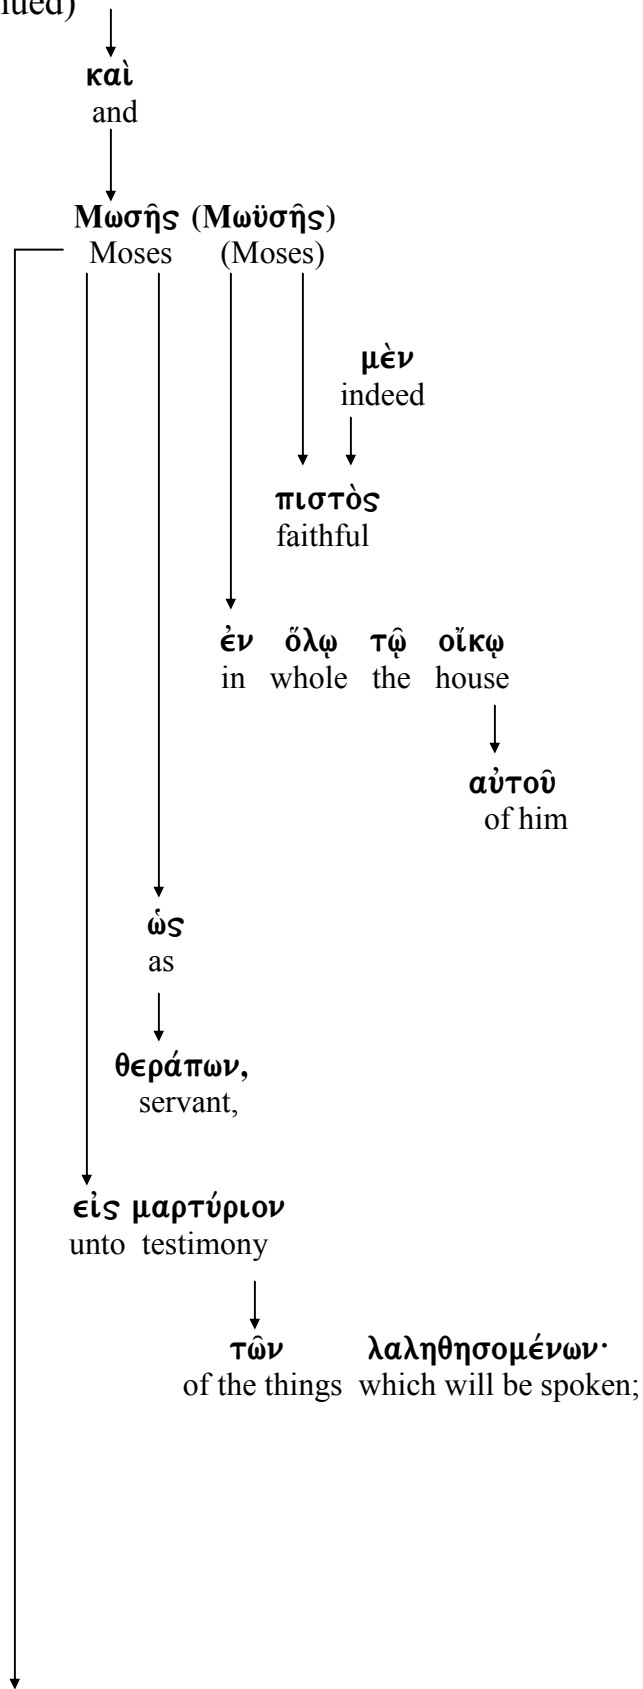 nued)
καὶ
and
Μωσῆς (Μωϋσῆς)
Moses (Moses)
μὲν
indeed
πιστὸς
faithful
ἐν ὅλῳ τῷ οἴκῳ
in whole the house
αὐτοῦ
of him
ὡς
as
θεράπων,
servant,
εἰς μαρτύριον
unto testimony
τῶν λαληθησομένων·
of the things which will be spoken;